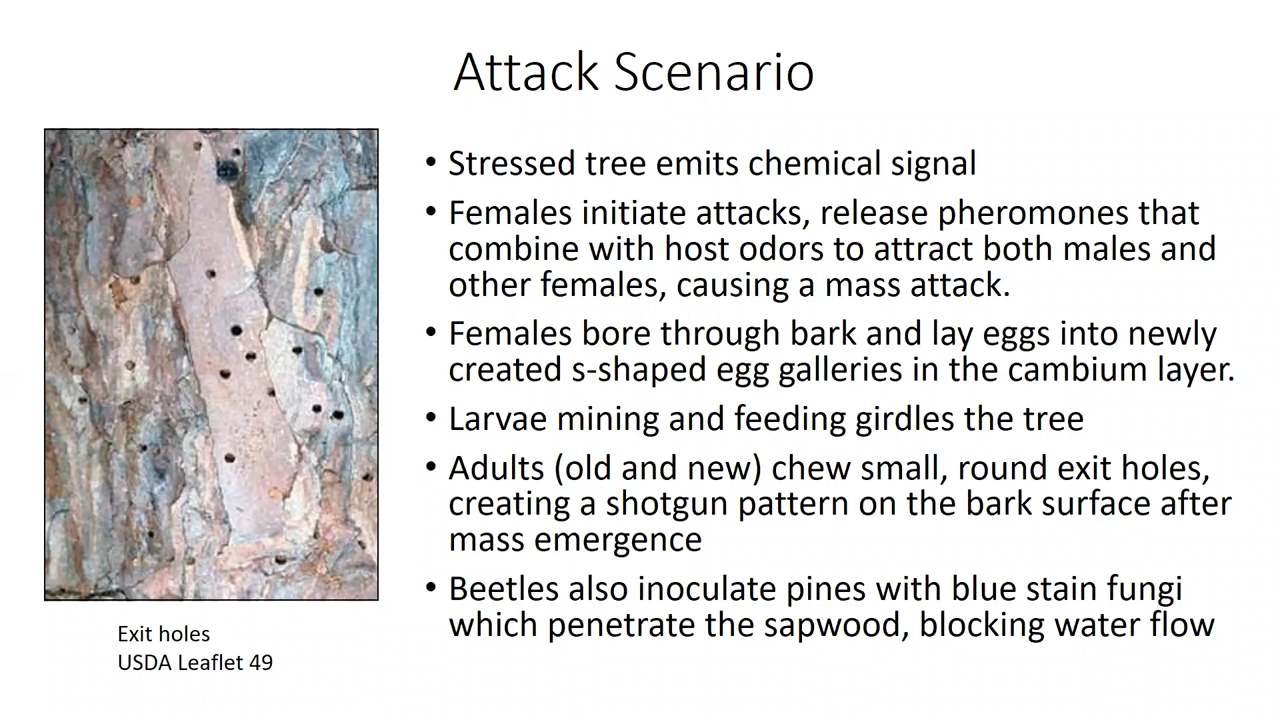 Attack Scenario
• Stressed tree emits chemical signal
• Females initiate attacks, release pheromones that
combine with host odors to attract both males and
other females, causing a mass attack.
• Females bore through bark and lay eggs into newly
created s-shaped egg galleries in the cambium layer.
• Larvae mining and feeding girdles the tree
• Adults (old and new) chew small, round exit holes,
creating a shotgun pattern on the bark surface after
mass emergence
• Beetles also inoculate pines with blue stain fungi
which penetrate the sapwood, blocking water flow
Exit holes
USDA Leaflet 49